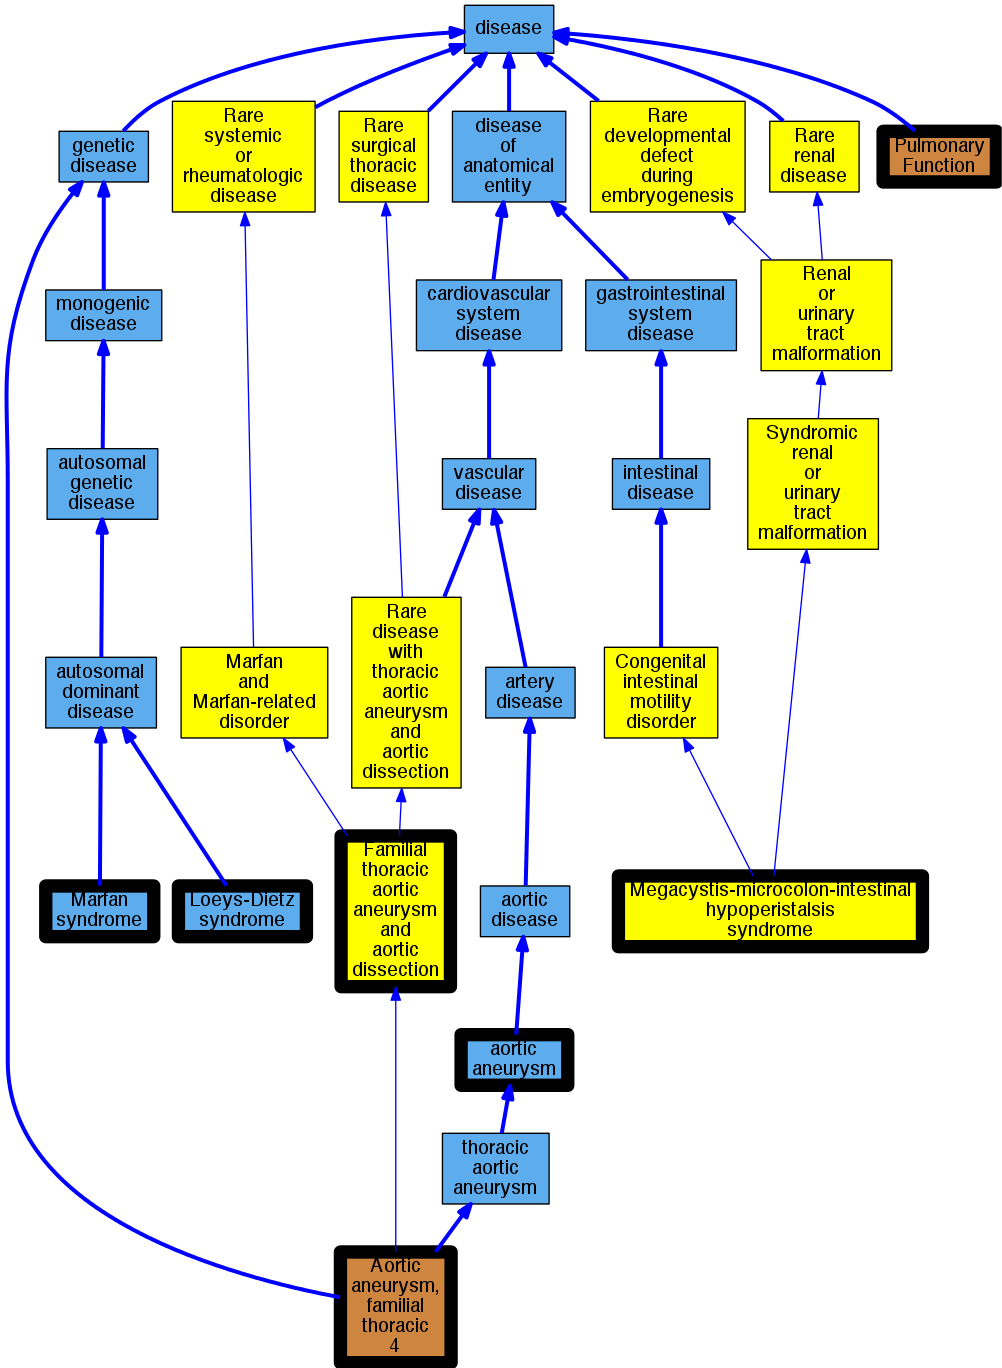 disease
genetic
disease
Rare
systemic
or
rheumatologic
disease
Rare
surgical
thoracic
disease
disease
of
anatomical
entity
Rare
developmental
defect
during
embryogenesis
Rare
renal
disease
Pulmonary
Function
monogenic
disease
cardiovascular
system
disease
gastrointestinal
system
disease
Renal
or
urinary
tract
malformation
autosomal
genetic
disease
vascular
disease
intestinal
disease
Syndromic
renal
or
urinary
tract
malformation
autosomal
dominant
disease
Marfan
and
Marfan-related
disorder
Rare
disease
with
thoracic
aortic
aneurysm
and
aortic
dissection
artery
disease
Congenital
intestinal
motility
disorder
Marfan
syndrome
Loeys-Dietz
syndrome
Familial
thoracic
aortic
aneurysm
and
aortic
dissection
aortic
disease
Megacystis-microcolon-intestinal
hypoperistalsis
syndrome
aortic
aneurysm
thoracic
aortic
aneurysm
Aortic
aneurysm,
familial
thoracic
4